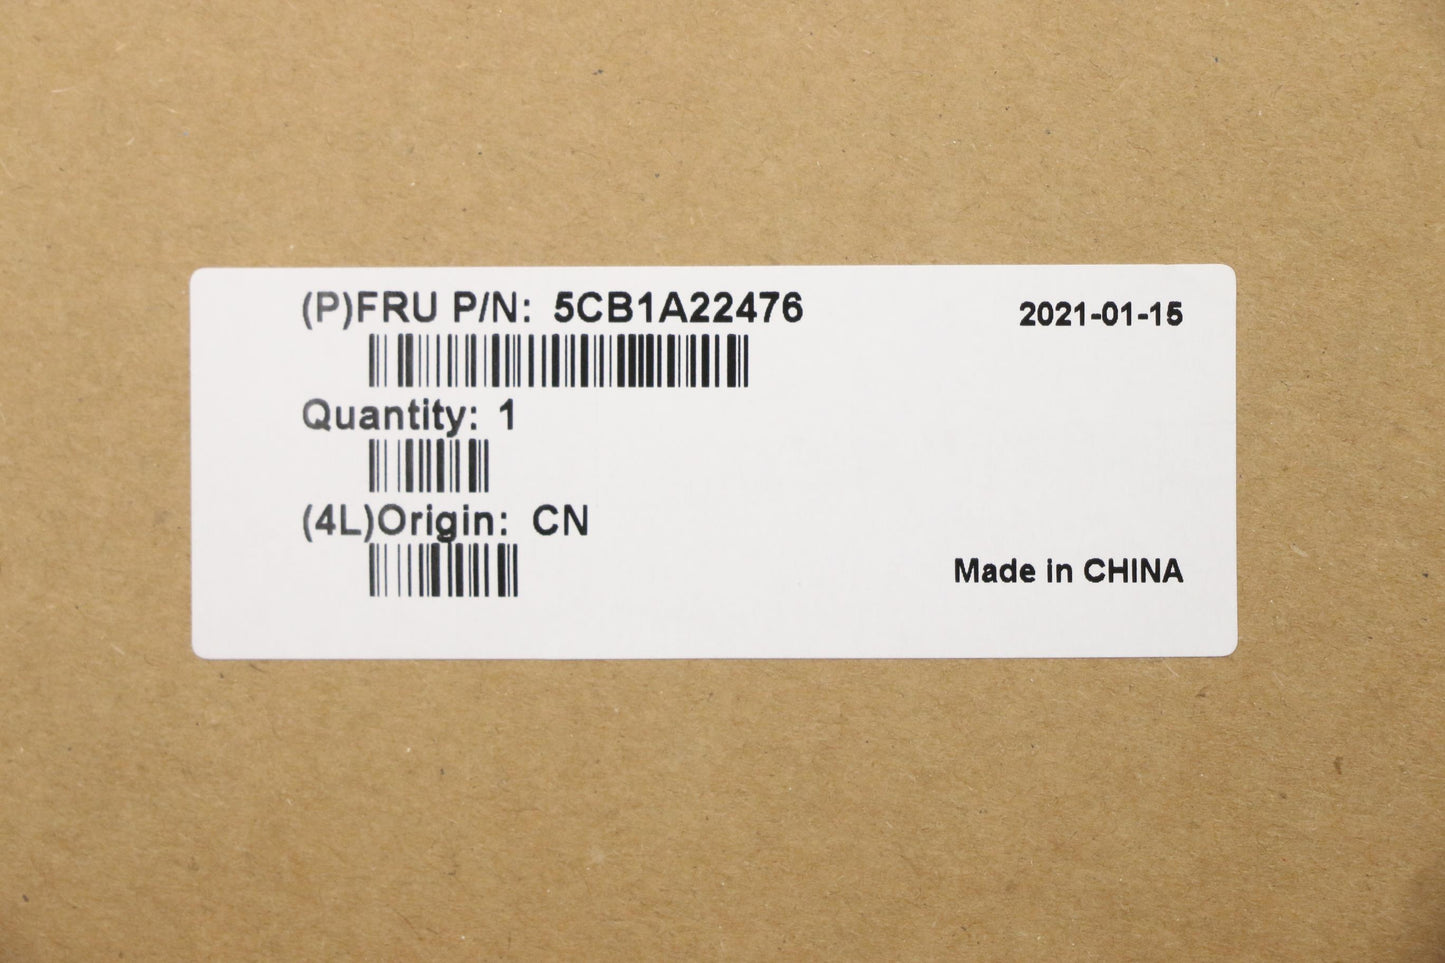 (P)FRU P/N: 5CB1A22476
2021-01-15
Quantity: 1
(4L)Origin: CN
Made in CHINA